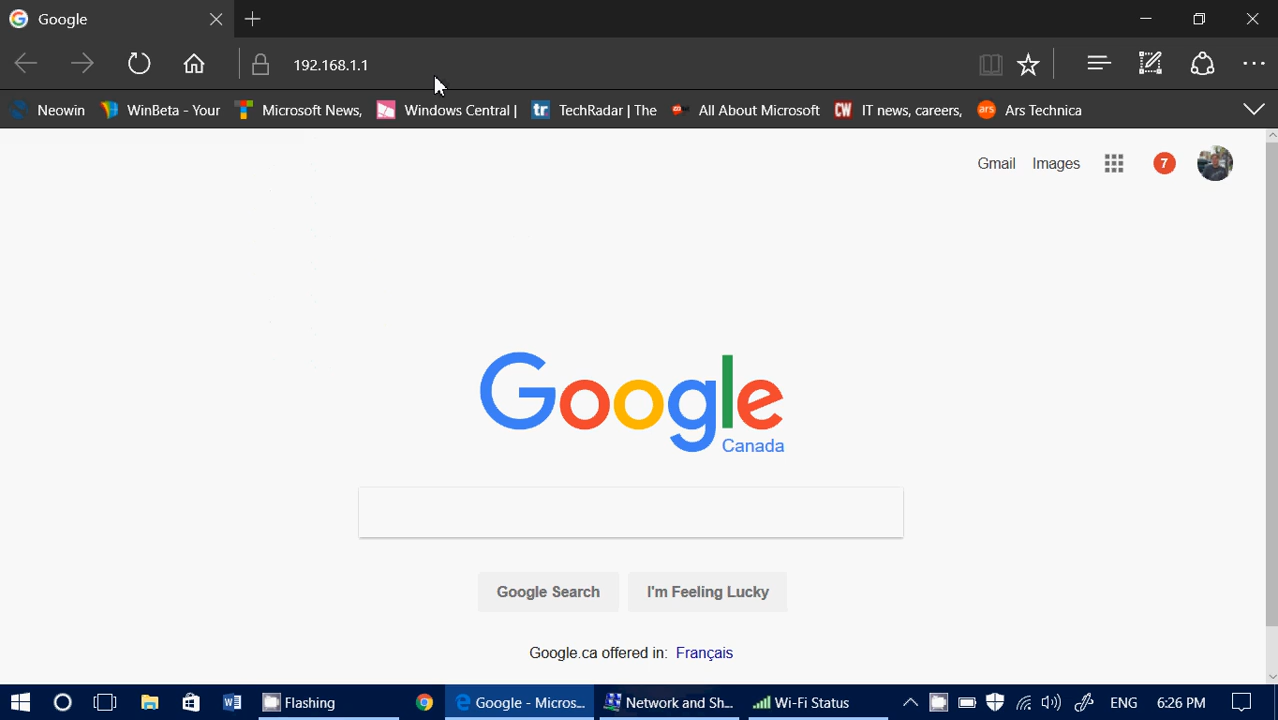 Google
192.168.1.1
Neowin WinBeta - Your Microsoft News, Windows Central | TechRadar | The All About Microsoft CW IT news, careers, ars Ars Technica
Gmail Images 7
Google
Canada
Google Search I'm Feeling Lucky
Google.ca offered in: Français
Flashing Google - Micros... Network and Sh... Wi-Fi Status ENG 6:26 PM